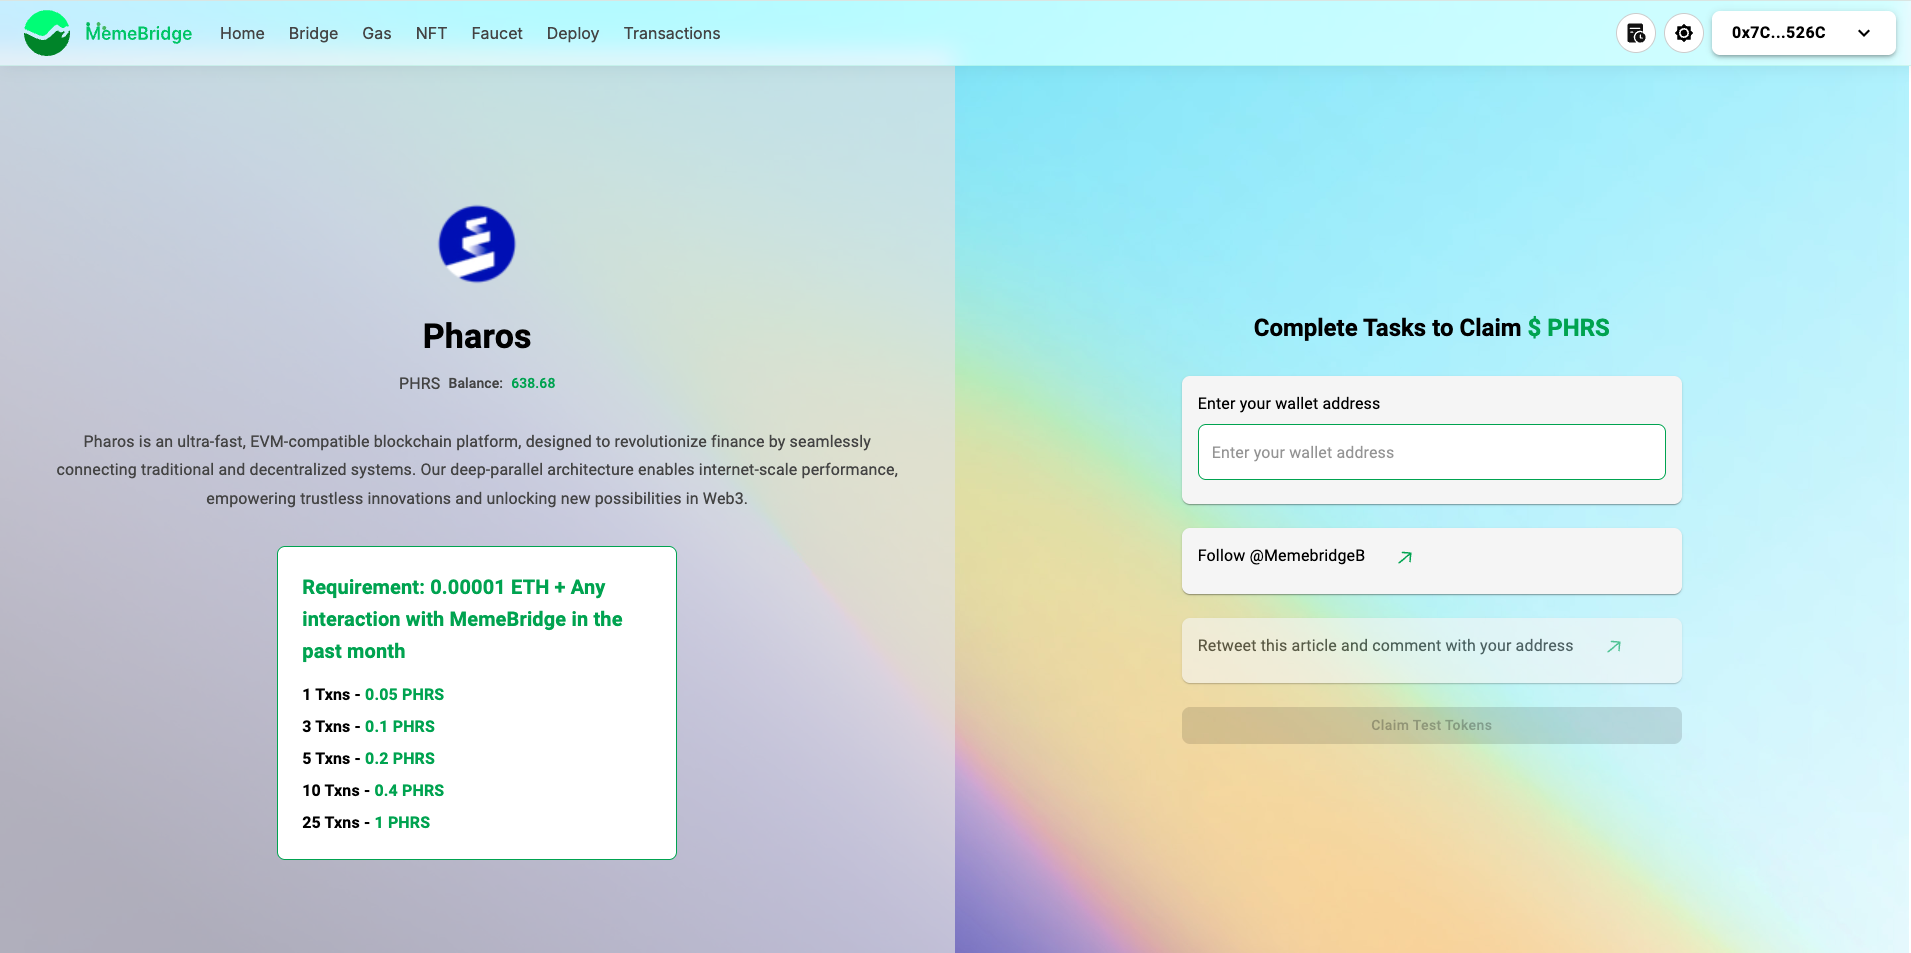 MemeBridge
Home Bridge Gas NFT Faucet Deploy Transactions
0x7C...526C
Pharos
PHRS Balance: 638.68
Pharos is an ultra-fast, EVM-compatible blockchain platform, designed to revolutionize finance by seamlessly
connecting traditional and decentralized systems. Our deep-parallel architecture enables internet-scale performance,
empowering trustless innovations and unlocking new possibilities in Web3.
Requirement: 0.00001 ETH + Any
interaction with MemeBridge in the
past month
1 Txns - 0.05 PHRS
3 Txns - 0.1 PHRS
5 Txns - 0.2 PHRS
10 Txns - 0.4 PHRS
25 Txns - 1 PHRS
Complete Tasks to Claim $ PHRS
Enter your wallet address
Enter your wallet address
Follow @MemebridgeB
Retweet this article and comment with your address
Claim Test Tokens